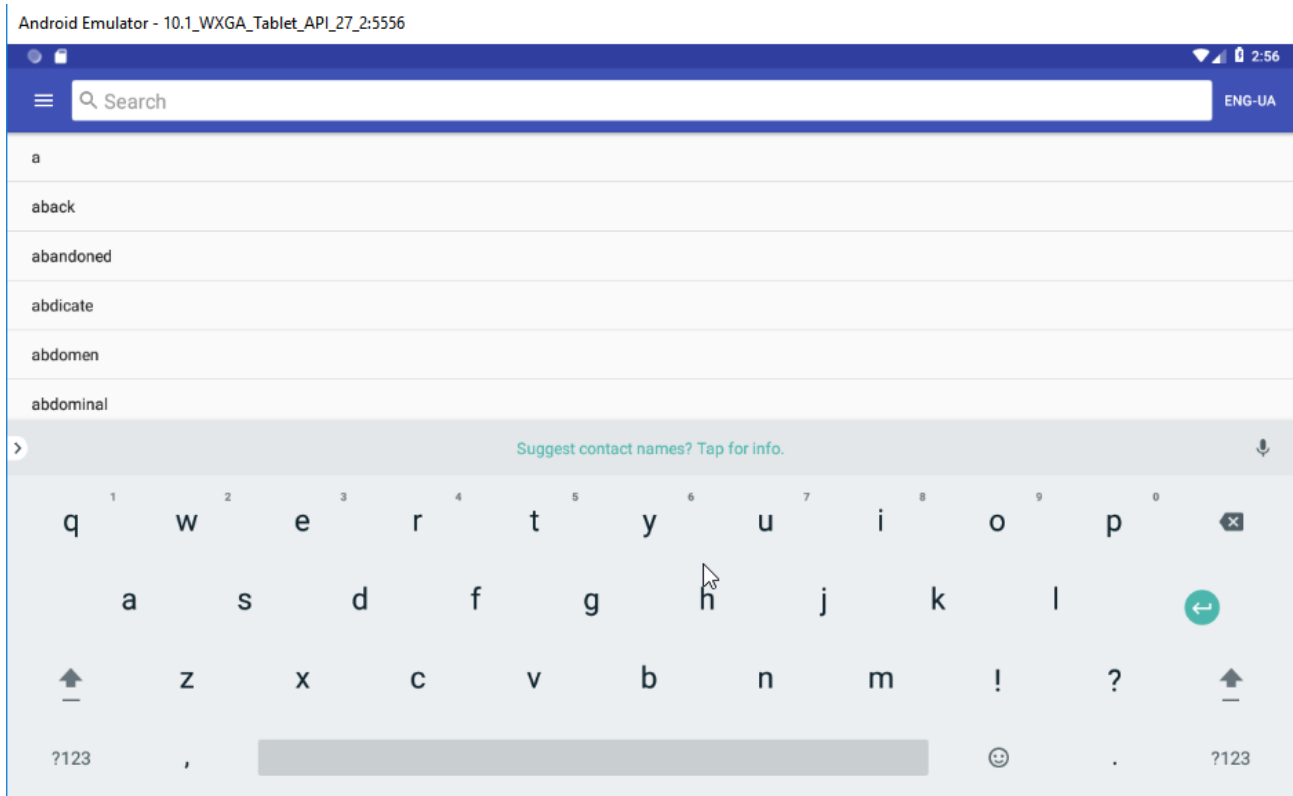 Android Emulator - 10.1_WXGA_Tablet_API_27_2:5556
2:56
Search ENG-UA
a
aback
abandoned
abdicate
abdomen
abdominal
Suggest contact names? Tap for info.
1 2 3 4 5 6 7 8 9 0
q w e r t y u i o p
a s d f g h j k l
z x c v b n m ! ?
?123 , . ?123